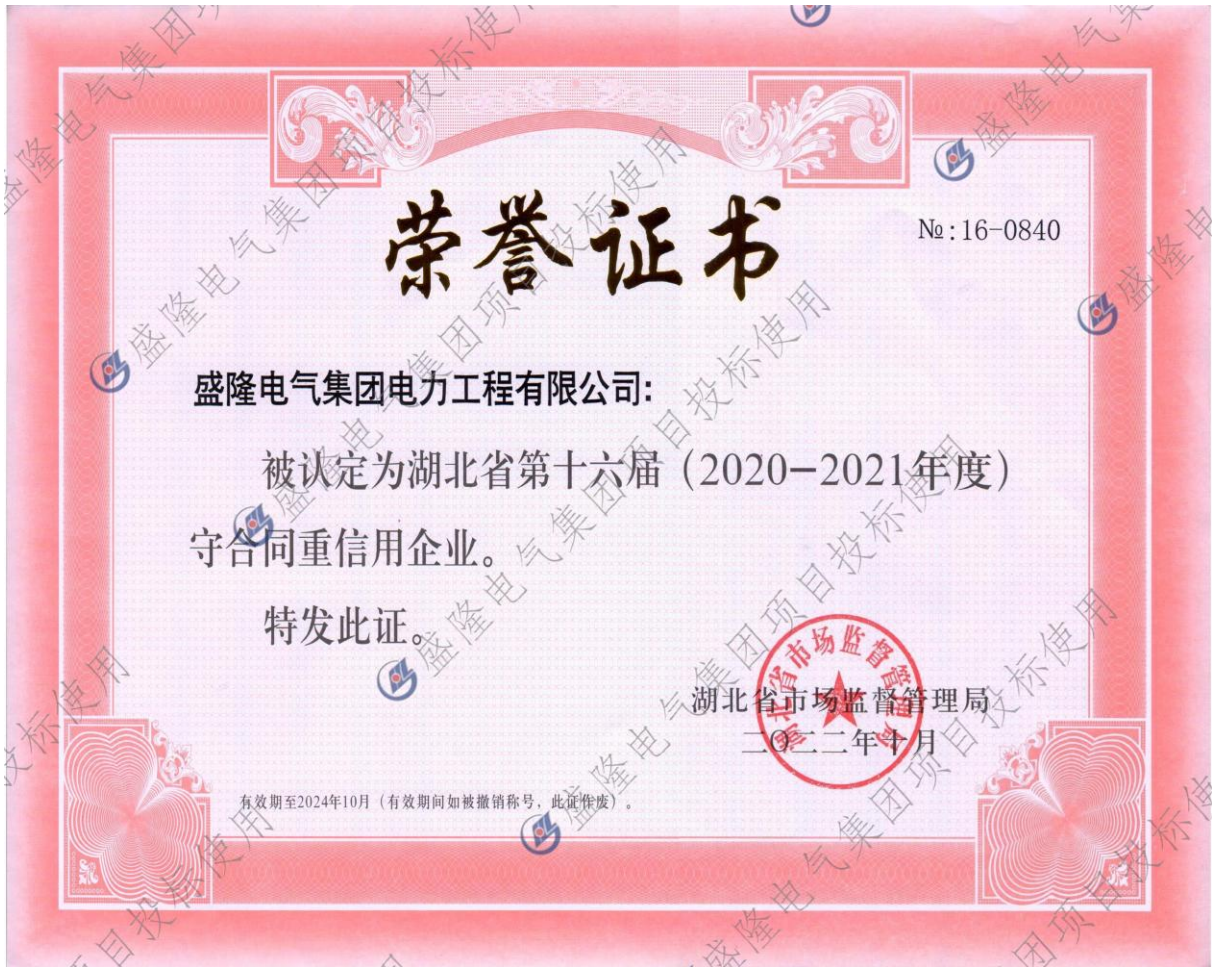 荣誉证书
№:16-0840
盛隆电气集团电力工程有限公司:
被认定为湖北省第十六届（2020-2021年度）
守合同重信用企业。
特发此证。
湖北省市场监督管理局
湖北省市场监督管理局
二〇二二年十月
有效期至2024年10月（有效期间如被撤销称号，此证作废）。
盛隆电气集团项目投标使用